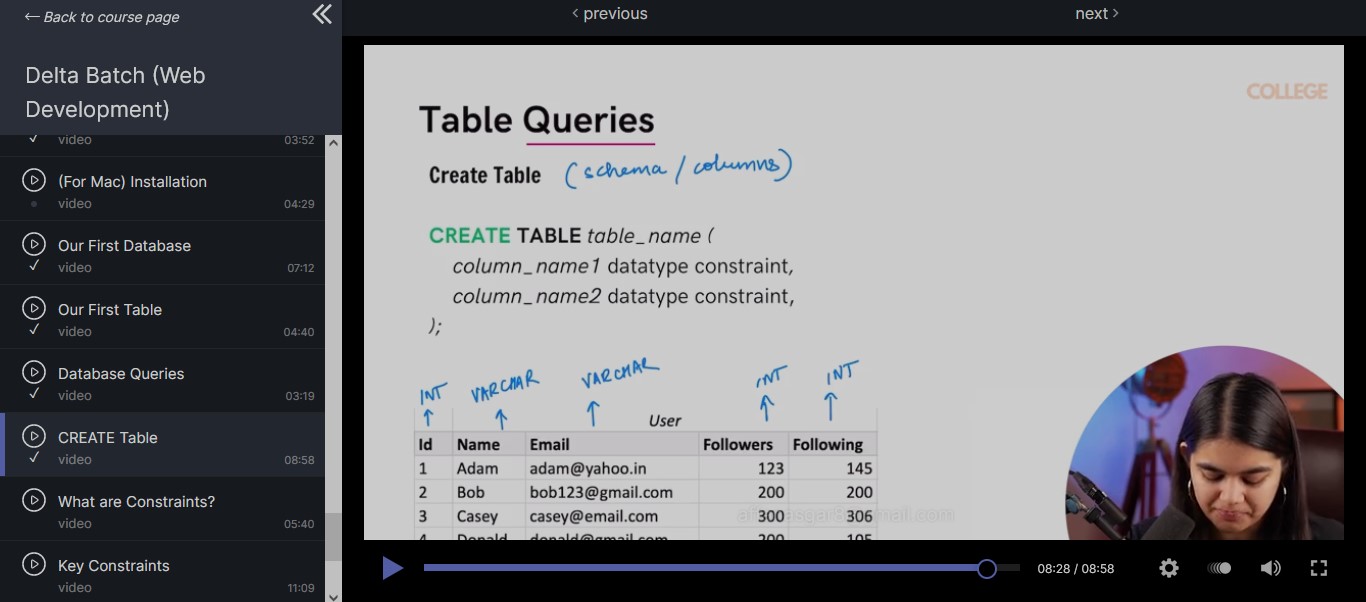 ← Back to course page
Delta Batch (Web
Development)
video 03:52
(For Mac) Installation
video 04:29
Our First Database
video 07:12
Our First Table
video 04:40
Database Queries
video 03:19
CREATE Table
video 08:58
What are Constraints?
video 05:40
Key Constraints
video 11:09
< previous
next >
COLLEGE
Table Queries
Create Table (schema / columns)
CREATE TABLE table_name (
column_name1 datatype constraint,
column_name2 datatype constraint,
);
INT VARCHAR VARCHAR INT INT
User
Id Name Email Followers Following
1 Adam adam@yahoo.in 123 145
2 Bob bob123@gmail.com 200 200
3 Casey casey@email.com 300 306
4 Donald donald@gmail.com 200 105
08:28 / 08:58